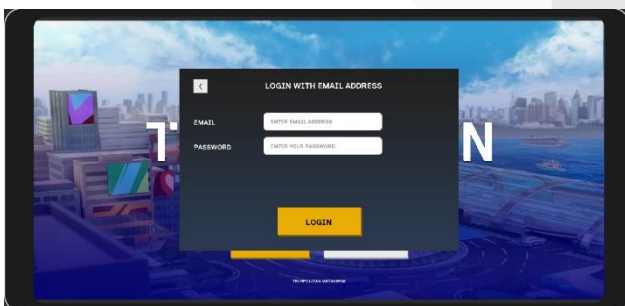 LOGIN WITH EMAIL ADDRESS
EMAIL
ENTER EMAIL ADDRESS
PASSWORD
ENTER YOUR PASSWORD
T N
LOGIN